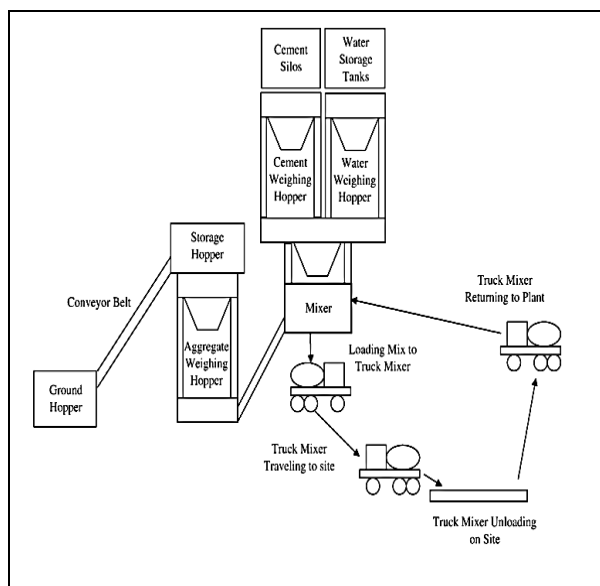 Cement
Silos
Water
Storage
Tanks
Cement
Weighing
Hopper
Water
Weighing
Hopper
Storage
Hopper
Conveyor Belt
Aggregate
Weighing
Hopper
Ground
Hopper
Mixer
Loading Mix to
Truck Mixer
Truck Mixer
Returning to Plant
Truck Mixer
Traveling to site
Truck Mixer Unloading
on Site